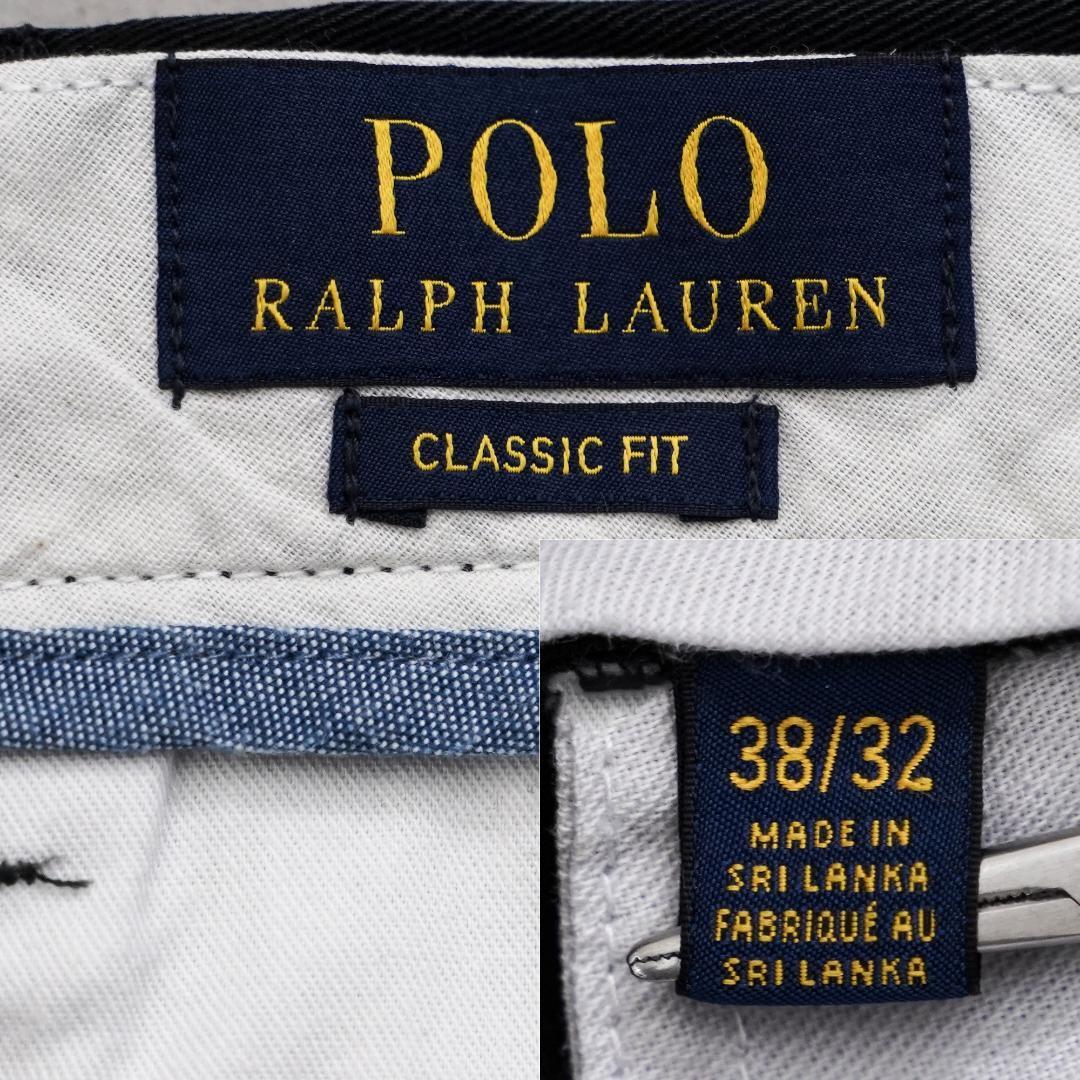 POLO
RALPH LAUREN
CLASSIC FIT
38/32
MADE IN
SRI LANKA
FABRIQUÉ AU
SRI LANKA